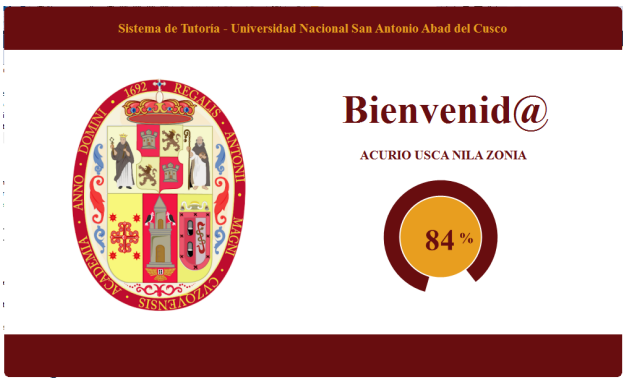 Sistema de Tutoría - Universidad Nacional San Antonio Abad del Cusco
ACADEMIA · ANNO · DOMINI · 1692 REGALIS · ANTONII · MAGNI · CVZOVENSIS
Bienvenid@
ACURIO USCA NILA ZONIA
84 %